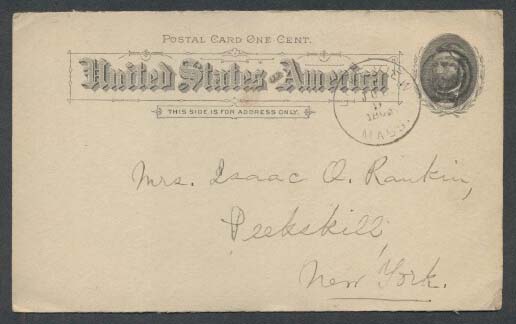 POSTAL CARD ONE CENT.
United States of America
THIS SIDE IS FOR ADDRESS ONLY.
MASS.
Mrs. Isaac O. Rankin,
Peekskill,
New York.